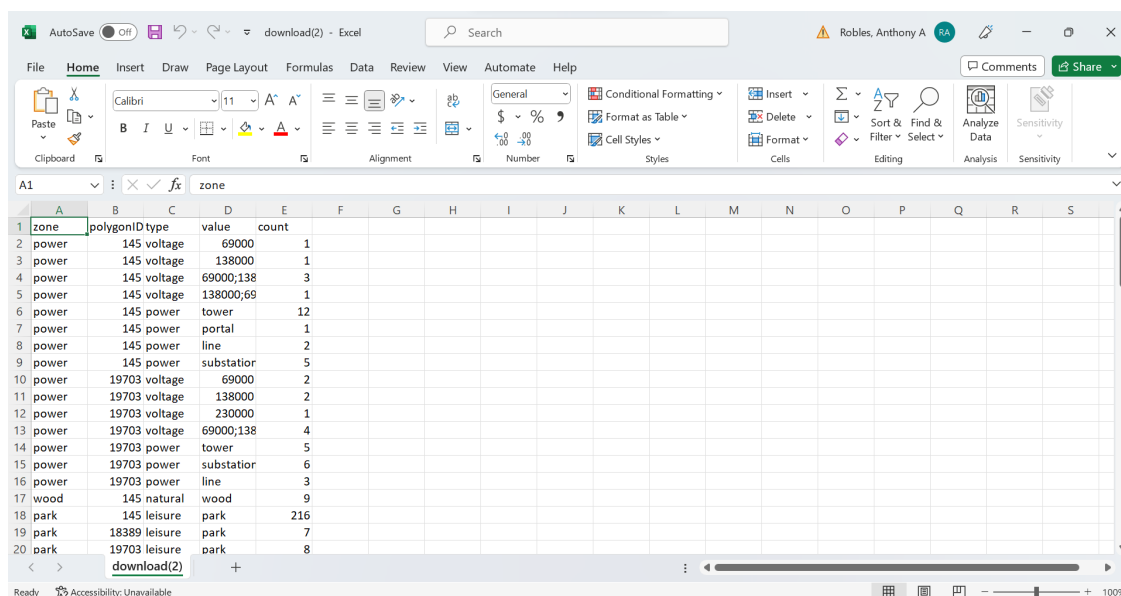 AutoSave Off download(2) - Excel Search Robles, Anthony A RA
File Home Insert Draw Page Layout Formulas Data Review View Automate Help Comments Share
Paste Calibri 11 A^ Aˇ ab General Conditional Formatting Insert Σ A Z Sort & Filter Find & Select Analyze Data Sensitivity
B I U A $ % 9 Format as Table Delete
.00 .00 Cell Styles Format
Clipboard Font Alignment Number Styles Cells Editing Analysis Sensitivity
A1 fx zone
A B C D E F G H I J K L M N O P Q R S
1 zone polygonID type value count
2 power 145 voltage 69000 1
3 power 145 voltage 138000 1
4 power 145 voltage 69000;138 3
5 power 145 voltage 138000;69 1
6 power 145 power tower 12
7 power 145 power portal 1
8 power 145 power line 2
9 power 145 power substation 5
10 power 19703 voltage 69000 2
11 power 19703 voltage 138000 2
12 power 19703 voltage 230000 1
13 power 19703 voltage 69000;138 4
14 power 19703 power tower 5
15 power 19703 power substation 6
16 power 19703 power line 3
17 wood 145 natural wood 9
18 park 145 leisure park 216
19 park 18389 leisure park 7
20 park 19703 leisure park 8
download(2) +
Ready Accessibility: Unavailable - + 100%